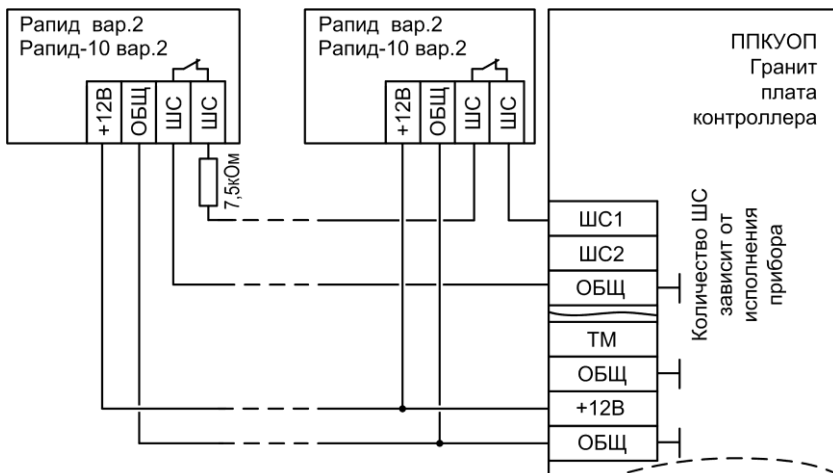 Рапид вар.2
Рапид-10 вар.2
+12В
ОБЩ
ШС
ШС
7,5кОм
Рапид вар.2
Рапид-10 вар.2
+12В
ОБЩ
ШС
ШС
ППКУОП
Гранит
плата
контроллера
ШС1
ШС2
ОБЩ
ТМ
ОБЩ
+12В
ОБЩ
Количество ШС
зависит от
исполнения
прибора